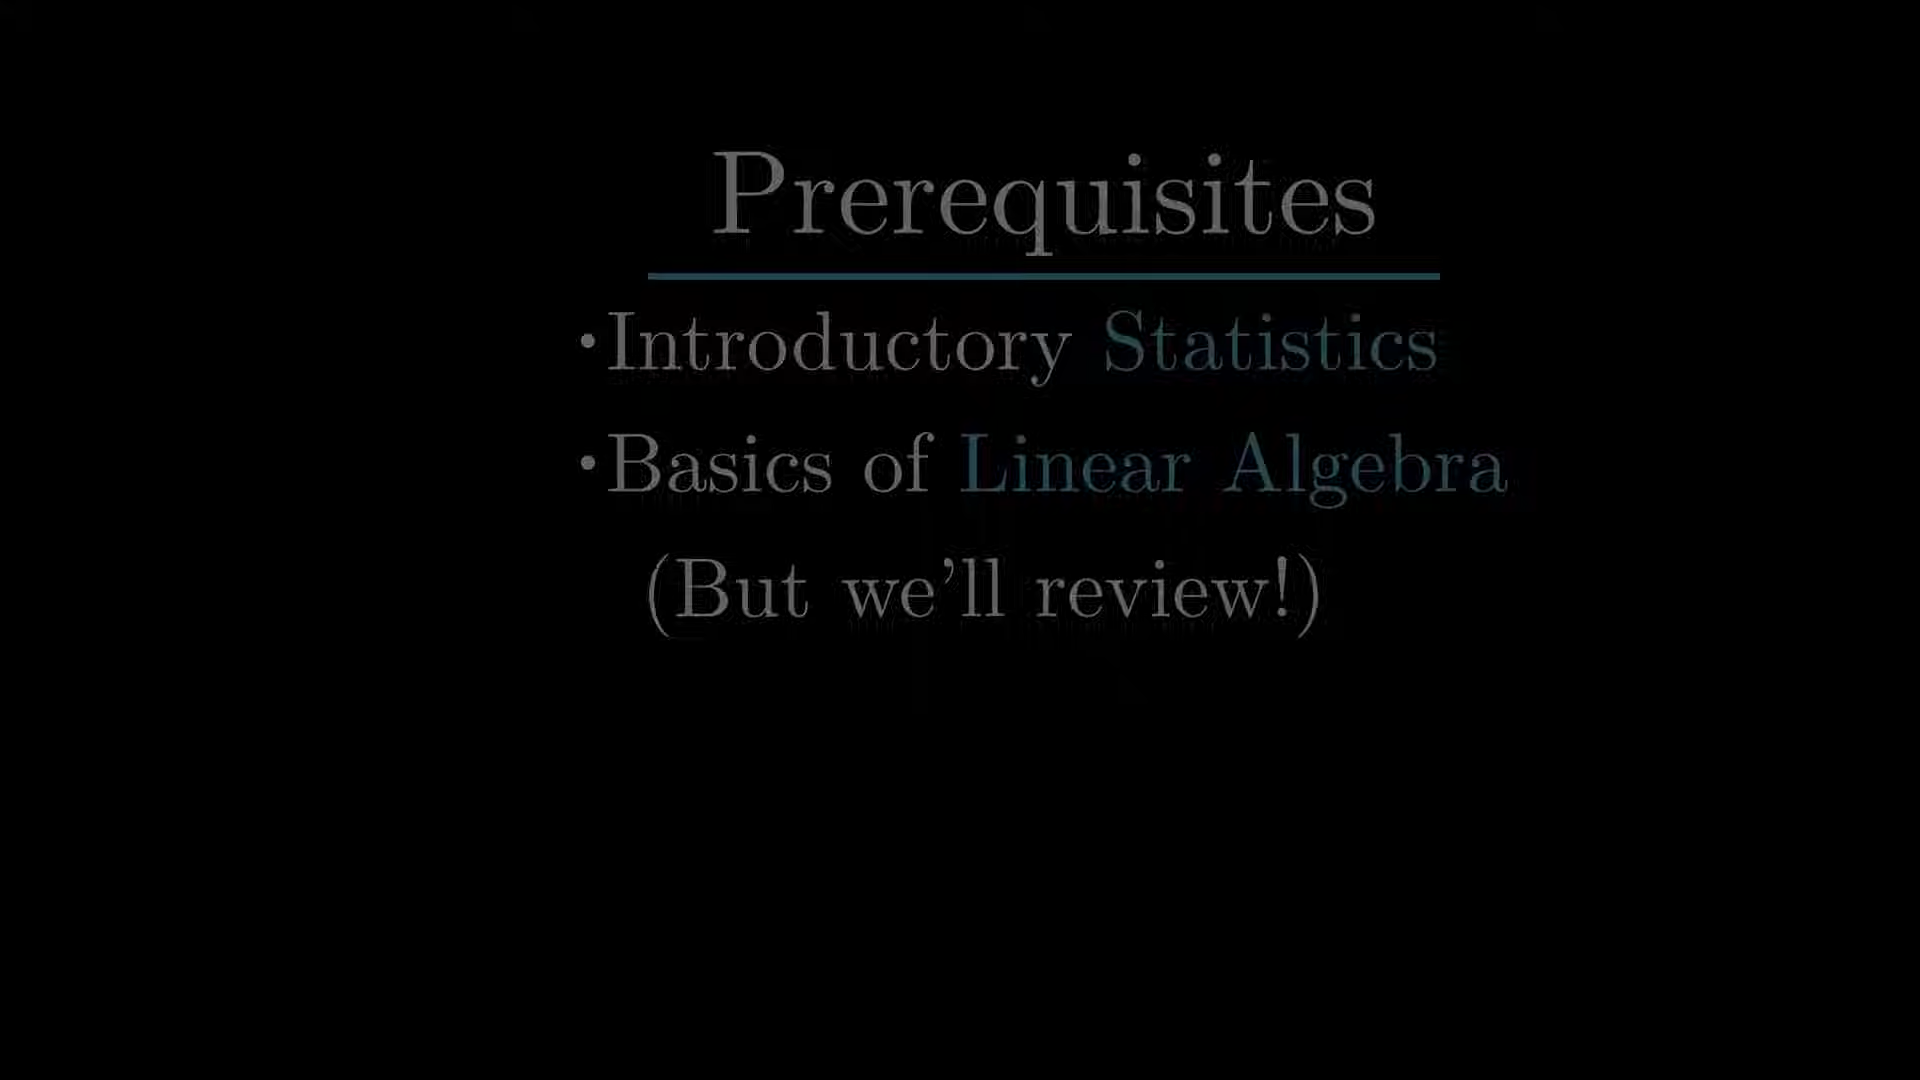 Prerequisites
•Introductory Statistics
•Basics of Linear Algebra
(But we'll review!)